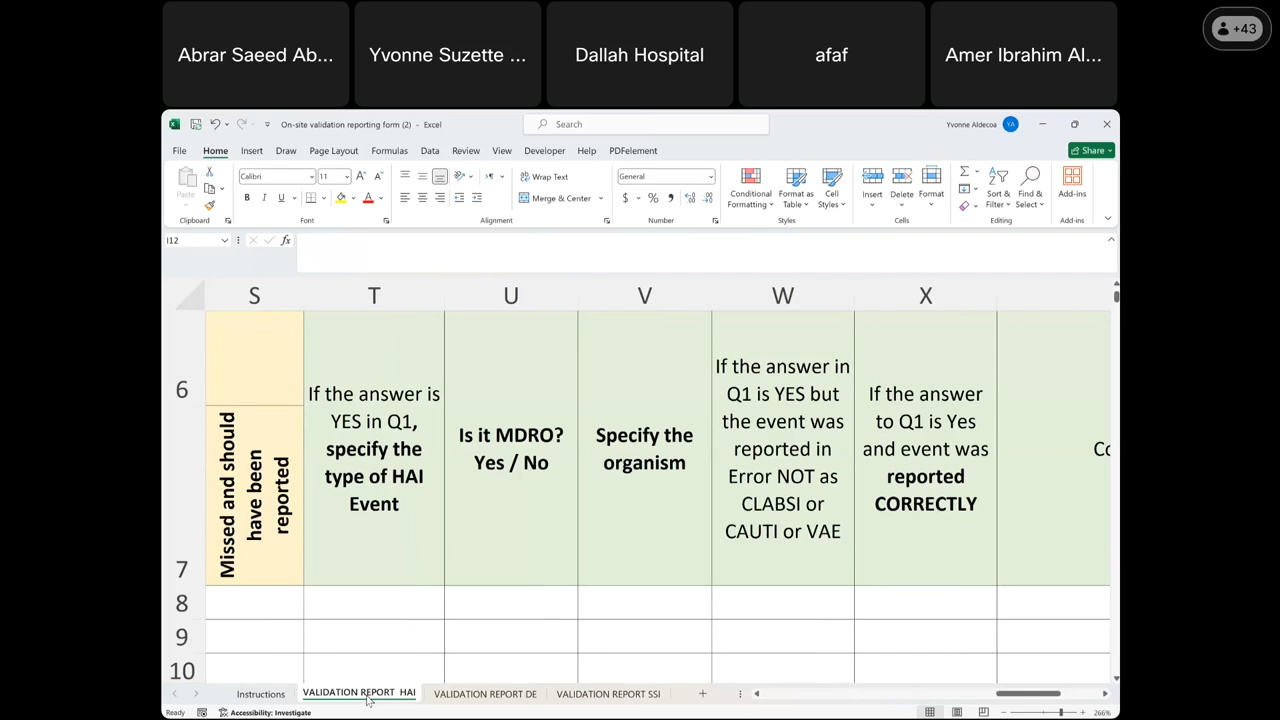 Abrar Saeed Ab...
Yvonne Suzette ...
Dallah Hospital
afaf
Amer Ibrahim Al...
+43
On-site validation reporting form (2) - Excel
Search
Yvonne Aldecoa
YA
File
Home
Insert
Draw
Page Layout
Formulas
Data
Review
View
Developer
Help
PDFelement
Share
Paste
Calibri
11
Wrap Text
General
Merge & Center
Conditional
Formatting
Format as
Table
Cell
Styles
Insert
Delete
Format
Sort &
Filter
Find &
Select
Add-ins
Clipboard
Font
Alignment
Number
Styles
Cells
Editing
Add-ins
I12
S
T
U
V
W
X
6
7
8
9
10
Missed and should
have been
reported
If the answer is
YES in Q1,
specify the
type of HAI
Event
Is it MDRO?
Yes / No
Specify the
organism
If the answer in
Q1 is YES but
the event was
reported in
Error NOT as
CLABSI or
CAUTI or VAE
If the answer
to Q1 is Yes
and event was
reported
CORRECTLY
Co
Instructions
VALIDATION REPORT HAI
VALIDATION REPORT DE
VALIDATION REPORT SSI
Ready
Accessibility: Investigate
266%